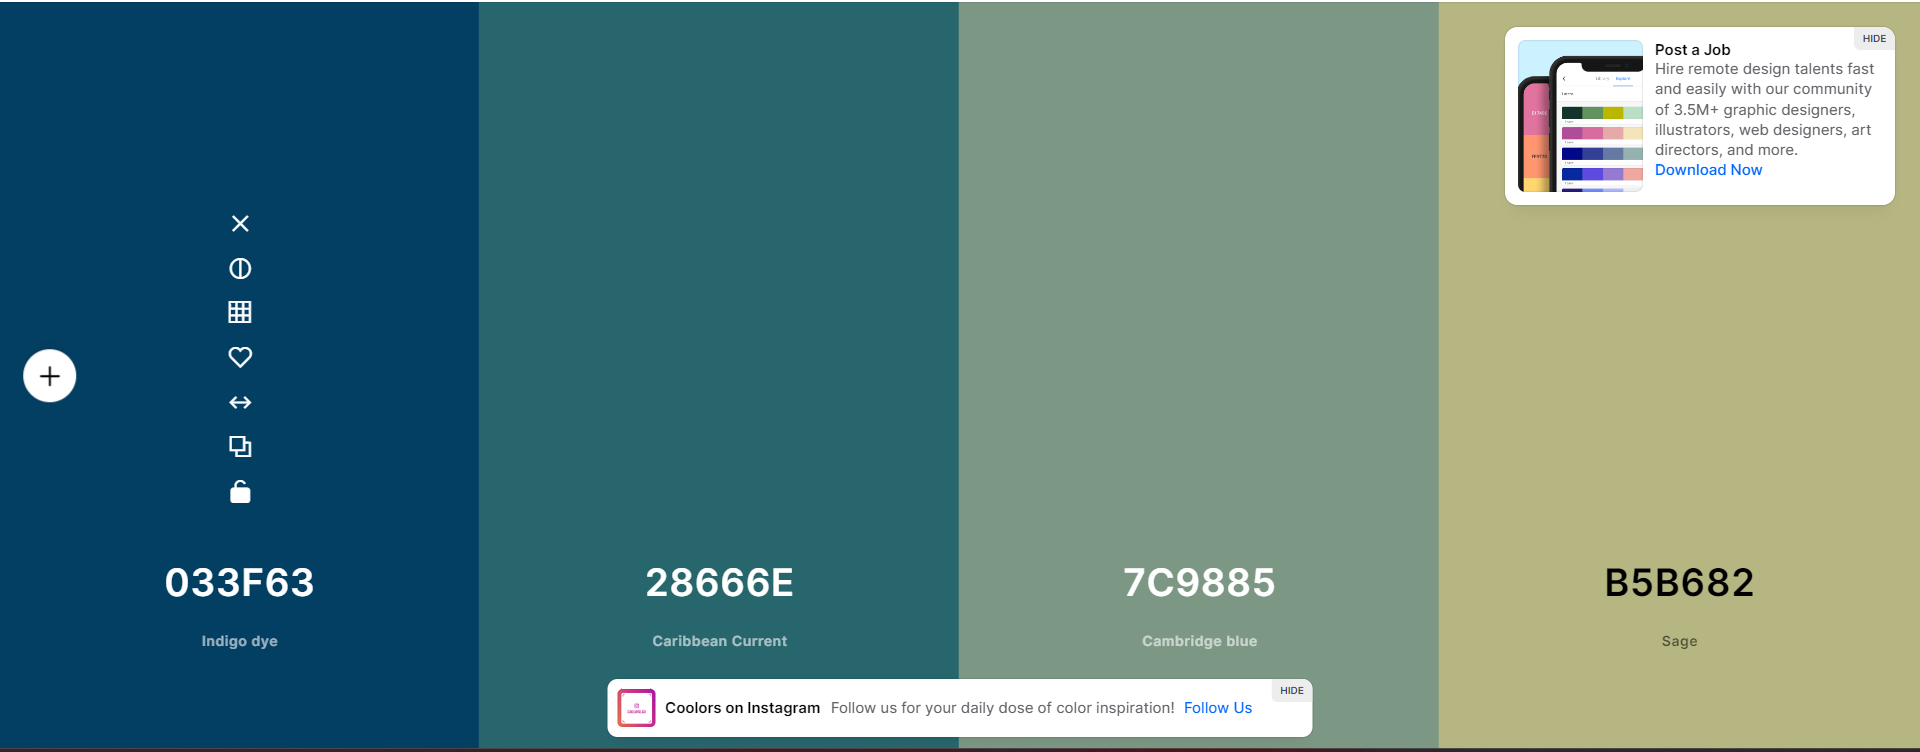 HIDE
Post a Job
Hire remote design talents fast
and easily with our community
of 3.5M+ graphic designers,
illustrators, web designers, art
directors, and more.
Download Now
033F63
28666E
7C9885
B5B682
Indigo dye
Caribbean Current
Cambridge blue
Sage
HIDE
Coolors on Instagram Follow us for your daily dose of color inspiration! Follow Us